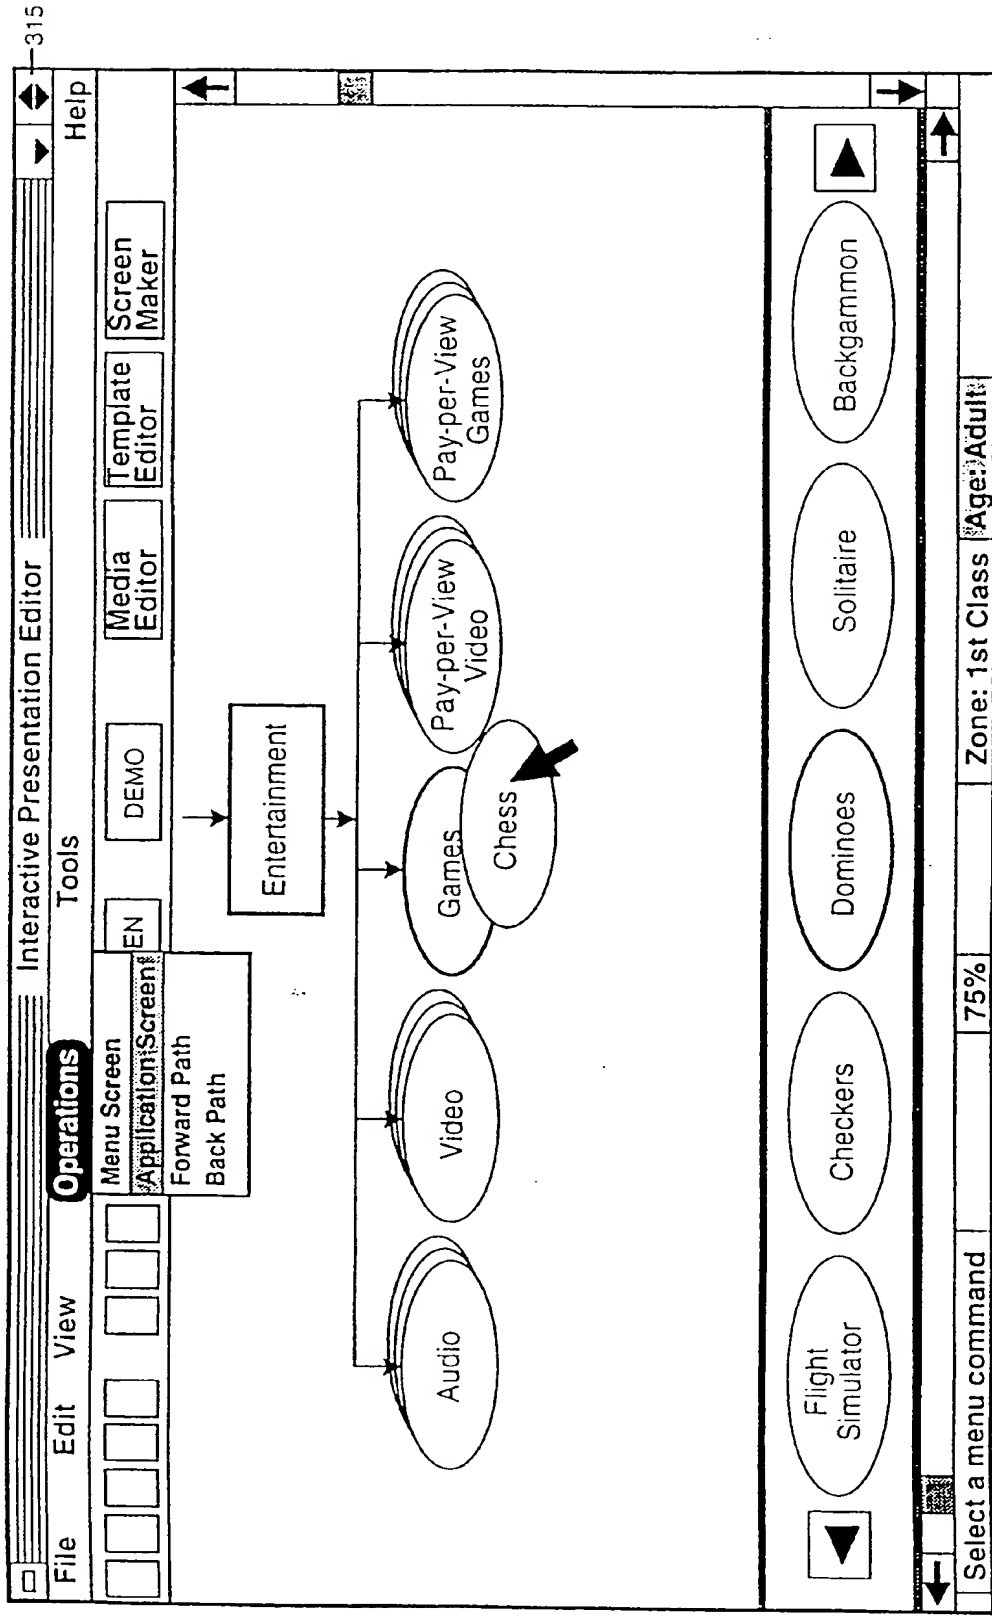 315
Interactive Presentation Editor
File Edit View Operations Tools Help
Menu Screen
Application Screen
Forward Path
Back Path
EN
DEMO
Media
Editor
Template
Editor
Screen
Maker
Entertainment
Audio
Video
Games
Chess
Pay-per-View
Video
Pay-per-View
Games
Flight
Simulator
Checkers
Dominoes
Solitaire
Backgammon
Select a menu command 75% Zone: 1st Class Age: Adult